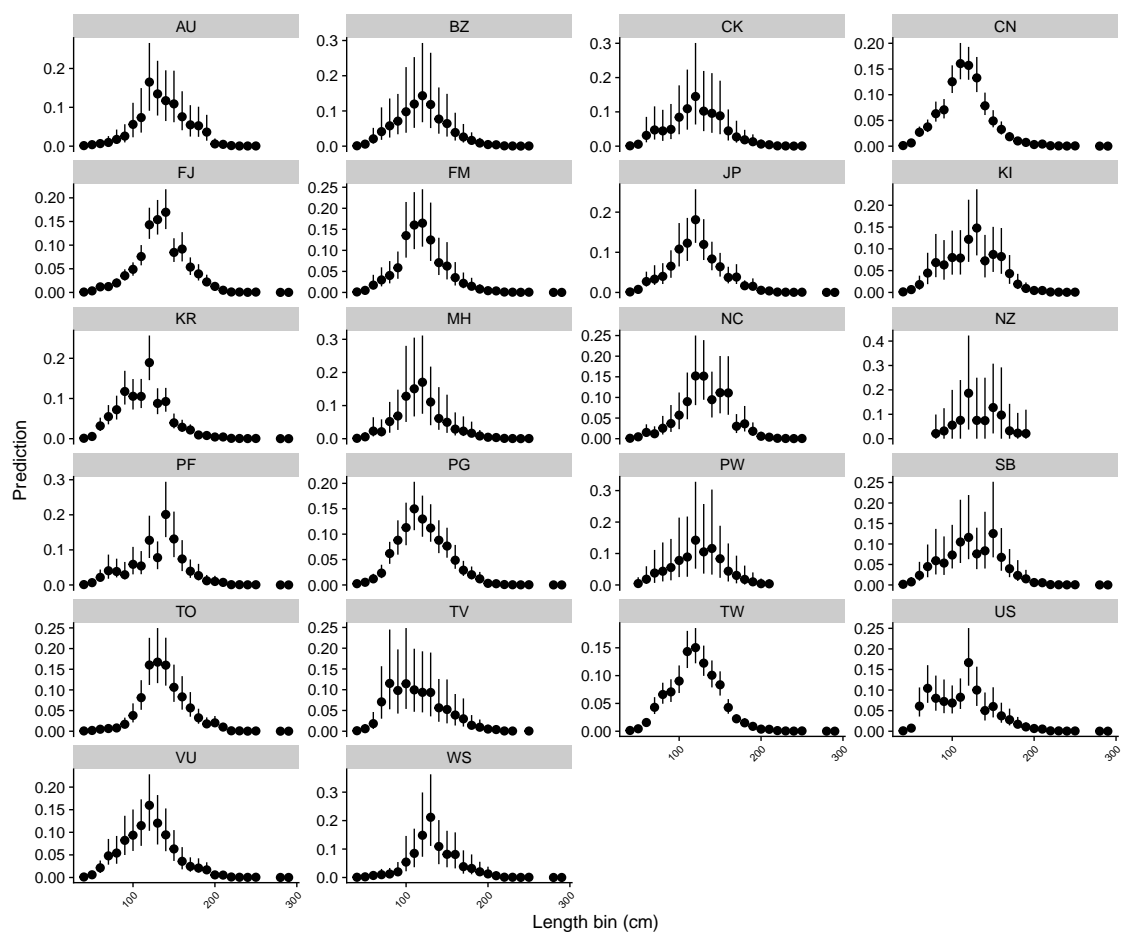 AU BZ CK CN
0.2 0.3 0.3 0.20
0.1 0.2 0.2 0.15
0.0 0.1 0.1 0.10
0.0 0.0 0.05
0.00
FJ FM JP KI
0.20 0.25 0.2 0.20
0.15 0.20 0.1 0.15
0.10 0.15 0.0 0.10
0.05 0.10 0.05
0.00 0.05 0.00
0.00
KR MH NC NZ
0.2 0.3 0.25 0.4
0.1 0.2 0.20 0.3
0.0 0.1 0.15 0.2
0.0 0.10 0.1
0.05 0.0
0.00
Prediction
PF PG PW SB
0.3 0.20 0.3 0.25
0.2 0.15 0.2 0.20
0.1 0.10 0.1 0.15
0.0 0.05 0.0 0.10
0.00 0.05
0.00
TO TV TW US
0.25 0.25 0.15 0.25
0.20 0.20 0.10 0.20
0.15 0.15 0.05 0.15
0.10 0.10 0.00 0.10
0.05 0.05 0.05
0.00 0.00 0.00
100 200 300 100 200 300
VU WS
0.20 0.3
0.15 0.2
0.10 0.1
0.05 0.0
0.00
100 200 300 100 200 300
Length bin (cm)